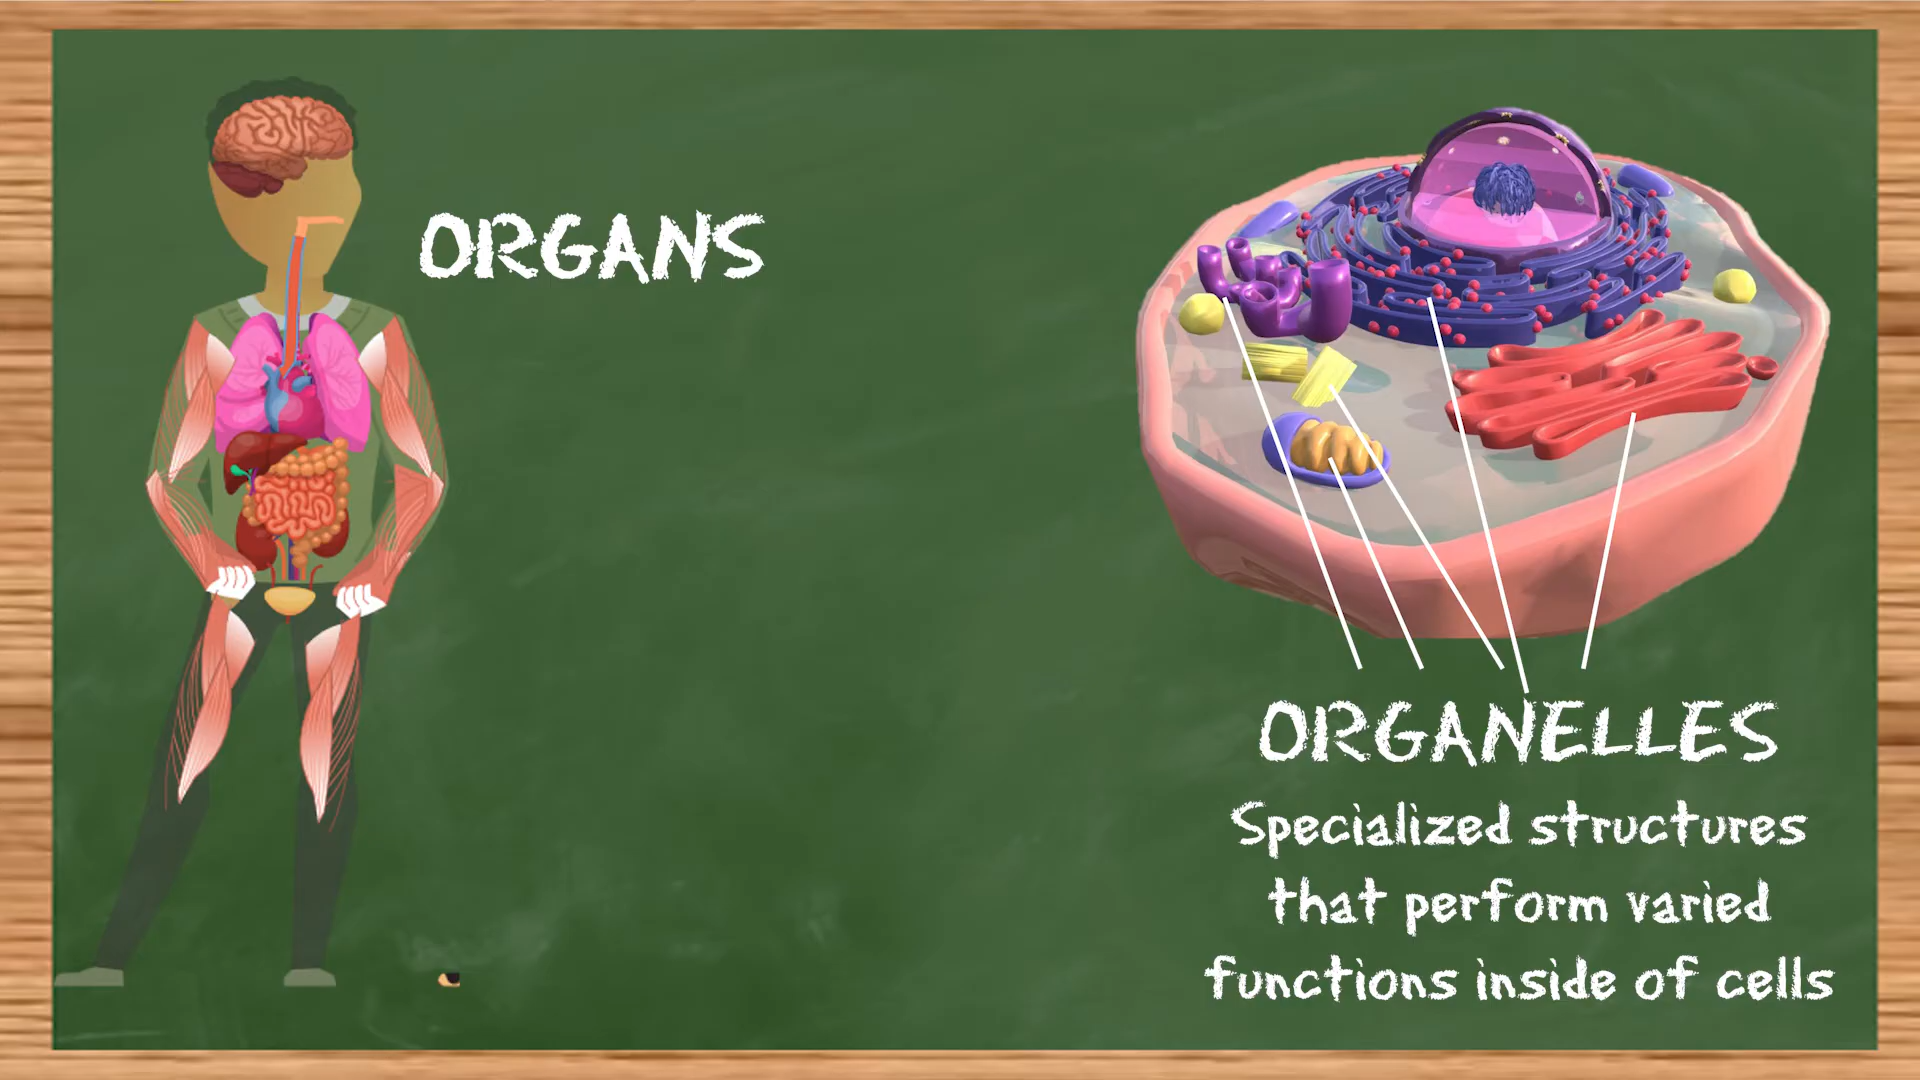 ORGANS
ORGANELLES
Specialized structures
that perform varied
functions inside of cells